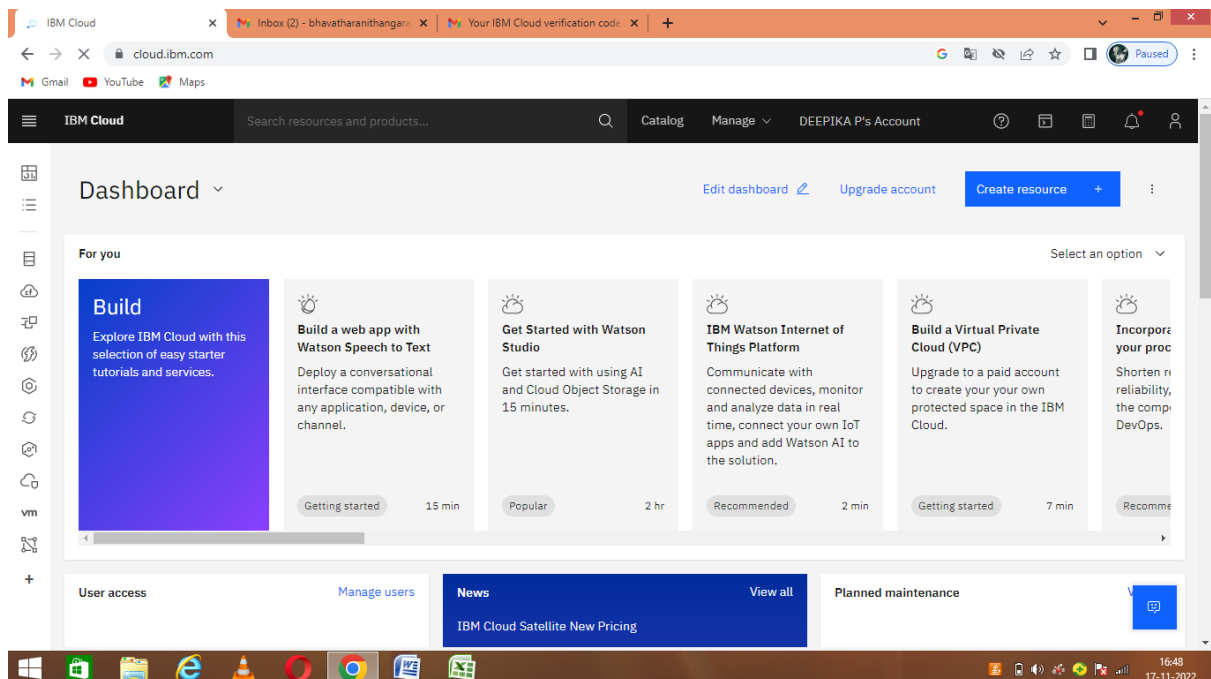 IBM Cloud
Inbox (2) - bhavatharanithangara
Your IBM Cloud verification code
cloud.ibm.com
Paused
Gmail
YouTube
Maps
IBM Cloud
Search resources and products...
Catalog
Manage
DEEPIKA P's Account
Dashboard
Edit dashboard
Upgrade account
Create resource +
For you
Select an option
Build
Explore IBM Cloud with this
selection of easy starter
tutorials and services.
Build a web app with
Watson Speech to Text
Deploy a conversational
interface compatible with
any application, device, or
channel.
Getting started
15 min
Get Started with Watson
Studio
Get started with using AI
and Cloud Object Storage in
15 minutes.
Popular
2 hr
IBM Watson Internet of
Things Platform
Communicate with
connected devices, monitor
and analyze data in real
time, connect your own IoT
apps and add Watson AI to
the solution.
Recommended
2 min
Build a Virtual Private
Cloud (VPC)
Upgrade to a paid account
to create your your own
protected space in the IBM
Cloud.
Getting started
7 min
Incorpora
your proc
Shorten re
reliability,
the comp
DevOps.
Recomme
vm
User access
Manage users
News
View all
IBM Cloud Satellite New Pricing
Planned maintenance
16:48
17-11-2022